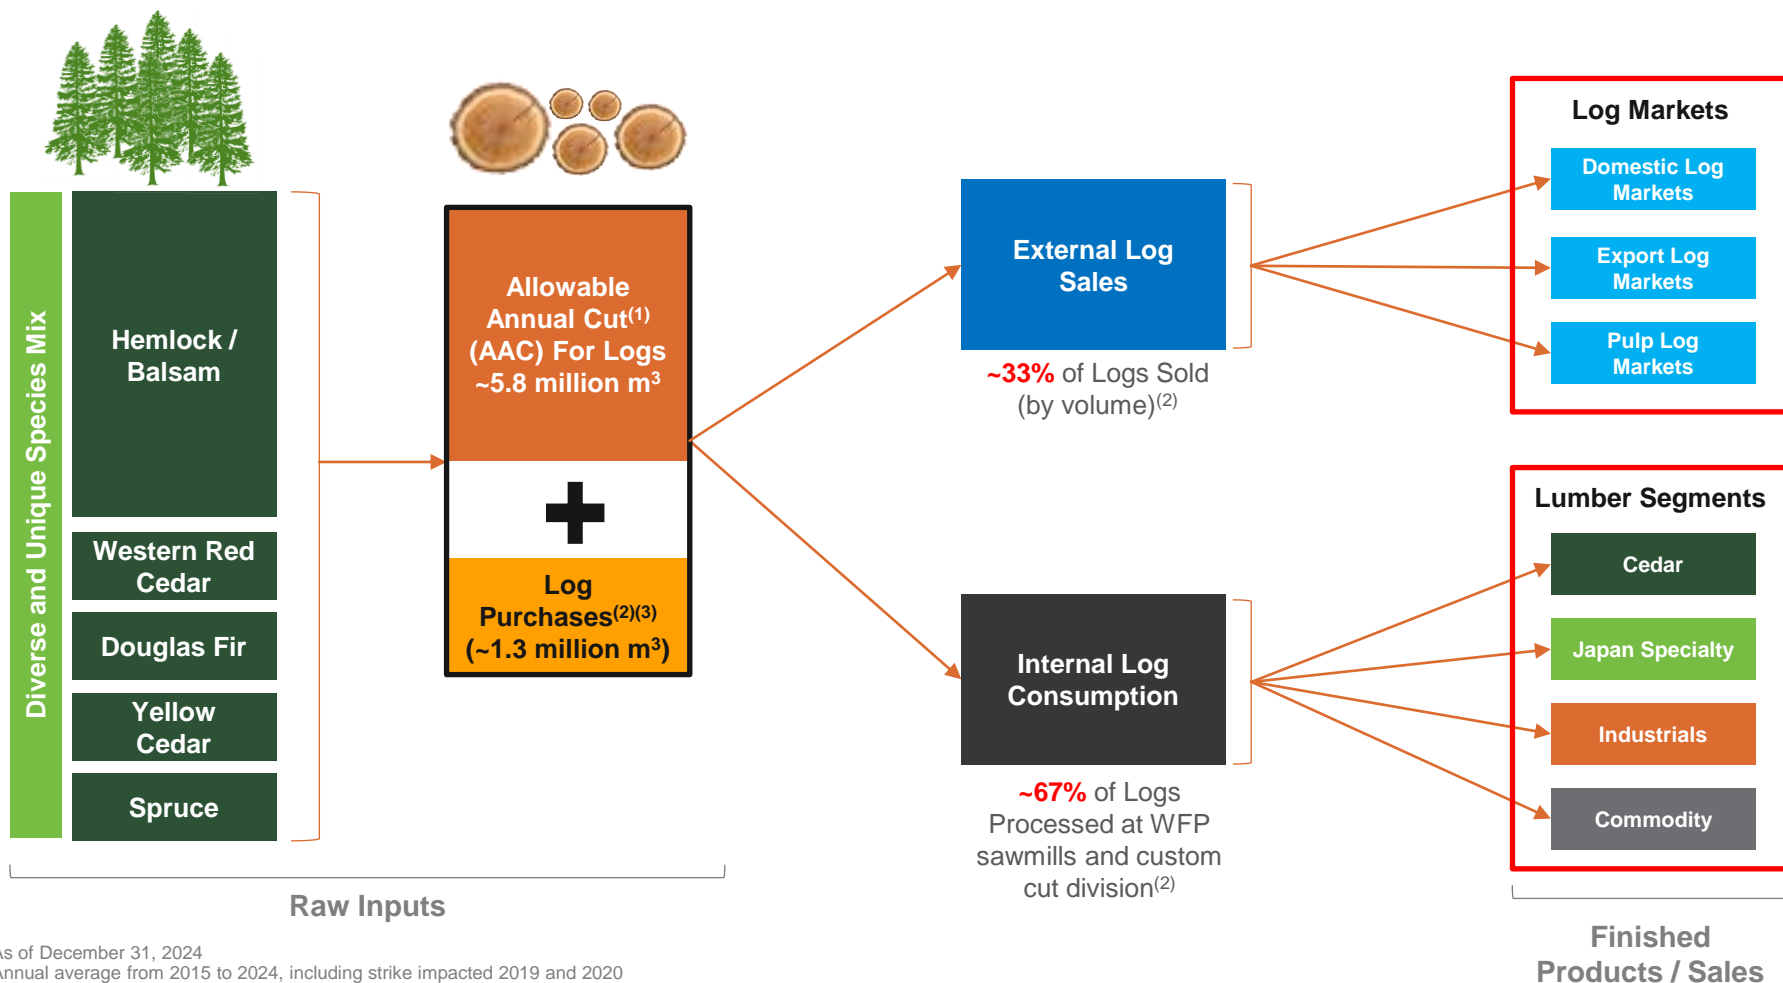 Diverse and Unique Species Mix
Hemlock /
Balsam
Western Red
Cedar
Douglas Fir
Yellow
Cedar
Spruce
Raw Inputs
Allowable
Annual Cut(1)
(AAC) For Logs
~5.8 million m3
Log
Purchases(2)(3)
(~1.3 million m3)
External Log
Sales
~33% of Logs Sold
(by volume)(2)
Internal Log
Consumption
~67% of Logs
Processed at WFP
sawmills and custom
cut division(2)
Log Markets
Domestic Log
Markets
Export Log
Markets
Pulp Log
Markets
Lumber Segments
Cedar
Japan Specialty
Industrials
Commodity
Finished
Products / Sales
As of December 31, 2024
Annual average from 2015 to 2024, including strike impacted 2019 and 2020